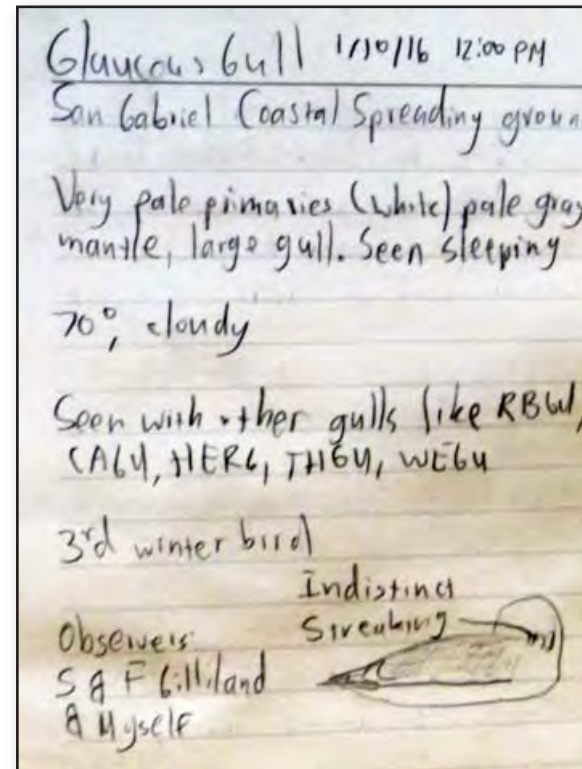 Glaucous Gull 1/10/16 12:00 PM
San Gabriel Coastal Spreading groun
Very pale primaries (white) pale gray
mantle, large gull. Seen sleeping
70°, cloudy
Seen with other gulls like RBGU,
CAGU, HERG, THGU, WEGU
3rd winter bird
Indistinct
Streaking
Observers:
S & F Gilliland
& Myself